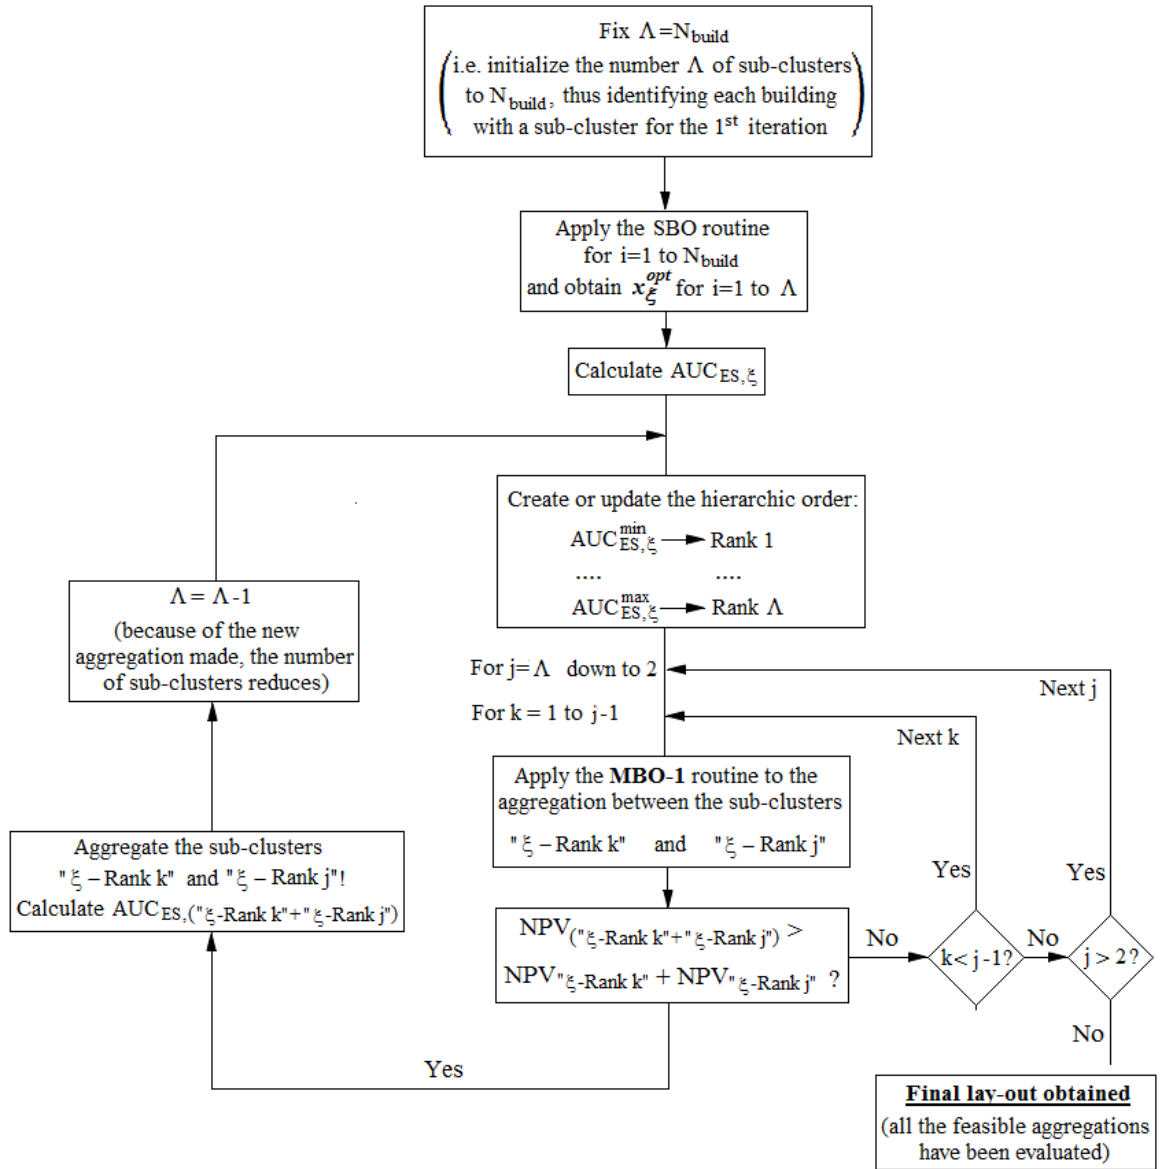 Fix Λ=N_build
(i.e. initialize the number Λ of sub-clusters
to N_build, thus identifying each building
with a sub-cluster for the 1^st iteration)
Apply the SBO routine
for i=1 to N_build
and obtain x_ξ^opt for i=1 to Λ
Calculate AUC_ES,ξ
Create or update the hierarchic order:
AUC_ES,ξ^min → Rank 1
.... ....
AUC_ES,ξ^max → Rank Λ
For j= Λ down to 2
Next j
For k = 1 to j-1
Next k
Apply the MBO-1 routine to the
aggregation between the sub-clusters
"ξ – Rank k" and "ξ – Rank j"
NPV_("ξ-Rank k"+"ξ-Rank j") >
NPV_"ξ-Rank k" + NPV_"ξ-Rank j" ?
No
k< j-1?
Yes
No
j > 2?
Yes
No
Final lay-out obtained
(all the feasible aggregations
have been evaluated)
Yes
Aggregate the sub-clusters
"ξ – Rank k" and "ξ – Rank j"!
Calculate AUC_ES,("ξ-Rank k"+"ξ-Rank j")
Λ = Λ -1
(because of the new
aggregation made, the number
of sub-clusters reduces)